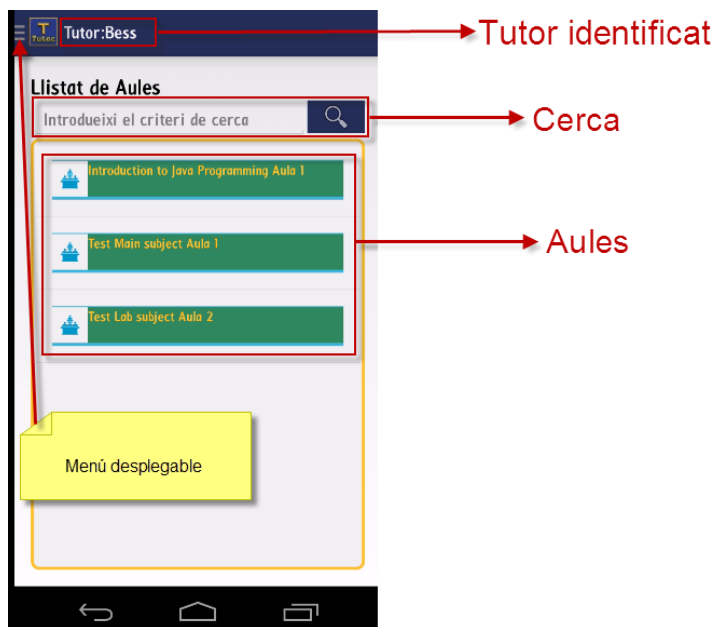 T
Tutor
Tutor:Bess
Tutor identificat
Llistat de Aules
Introdueixi el criteri de cerca
Cerca
Introduction to Java Programming Aula 1
Test Main subject Aula 1
Aules
Test Lab subject Aula 2
Menú desplegable